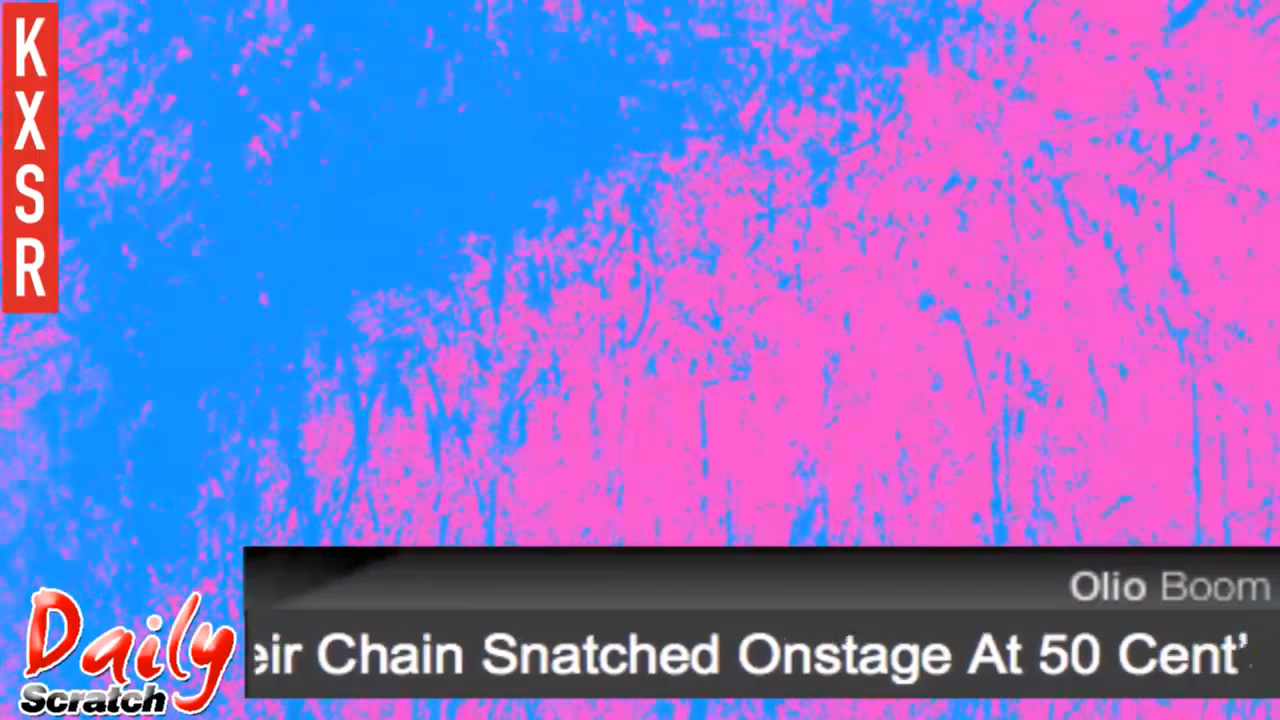 KXSR
Olio Boom
eir Chain Snatched Onstage At 50 Cent’
Daily
Scratch